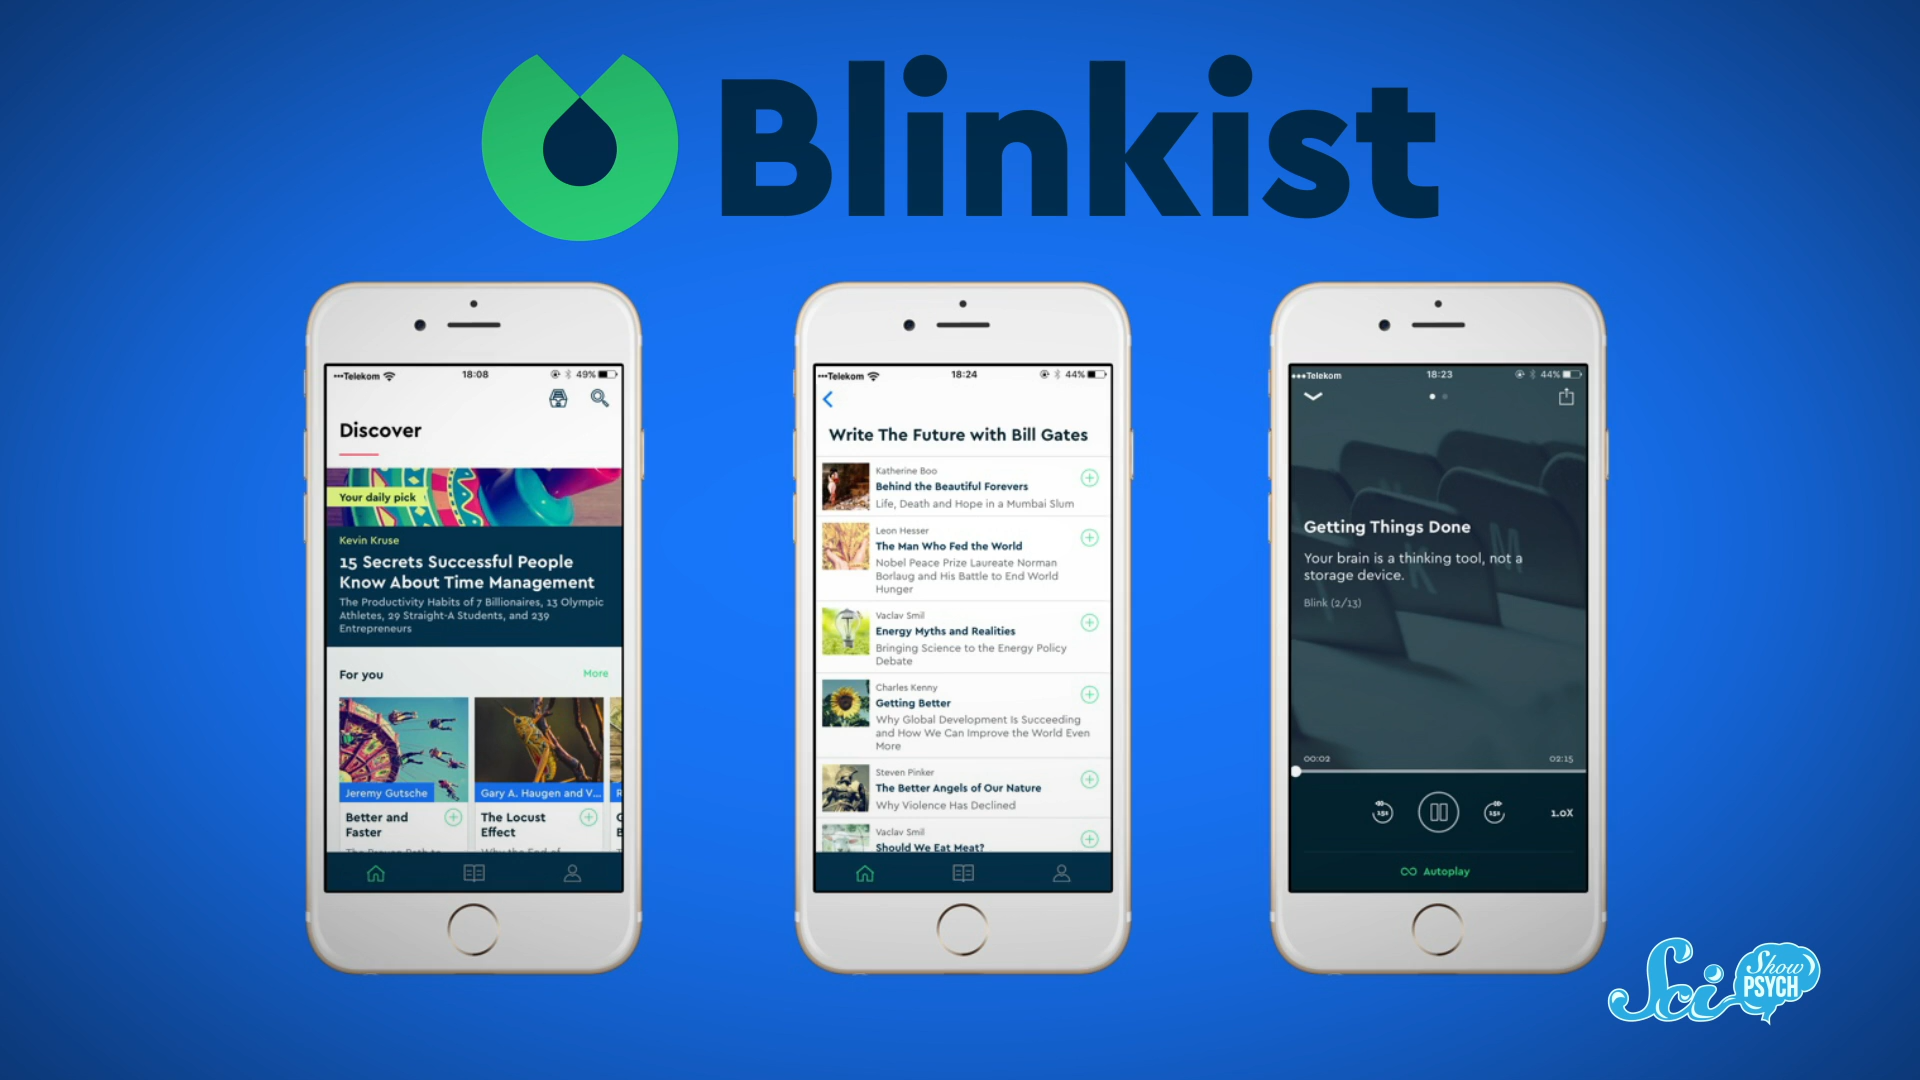 Blinkist
•••Telekom 18:08 49%
Discover
Your daily pick
Kevin Kruse
15 Secrets Successful People
Know About Time Management
The Productivity Habits of 7 Billionaires, 13 Olympic
Athletes, 29 Straight-A Students, and 239
Entrepreneurs
For you More
Jeremy Gutsche
Better and
Faster
Gary A. Haugen and V...
The Locust
Effect
•••Telekom 18:24 44%
Write The Future with Bill Gates
Katherine Boo
Behind the Beautiful Forevers
Life, Death and Hope in a Mumbai Slum
Leon Hesser
The Man Who Fed the World
Nobel Peace Prize Laureate Norman
Borlaug and His Battle to End World
Hunger
Vaclav Smil
Energy Myths and Realities
Bringing Science to the Energy Policy
Debate
Charles Kenny
Getting Better
Why Global Development Is Succeeding
and How We Can Improve the World Even
More
Steven Pinker
The Better Angels of Our Nature
Why Violence Has Declined
Vaclav Smil
Should We Eat Meat?
•••Telekom 18:23 44%
Getting Things Done
Your brain is a thinking tool, not a
storage device.
Blink (2/13)
00:02 02:15
15s 15s 1.0X
Autoplay
Sci Show
PSYCH